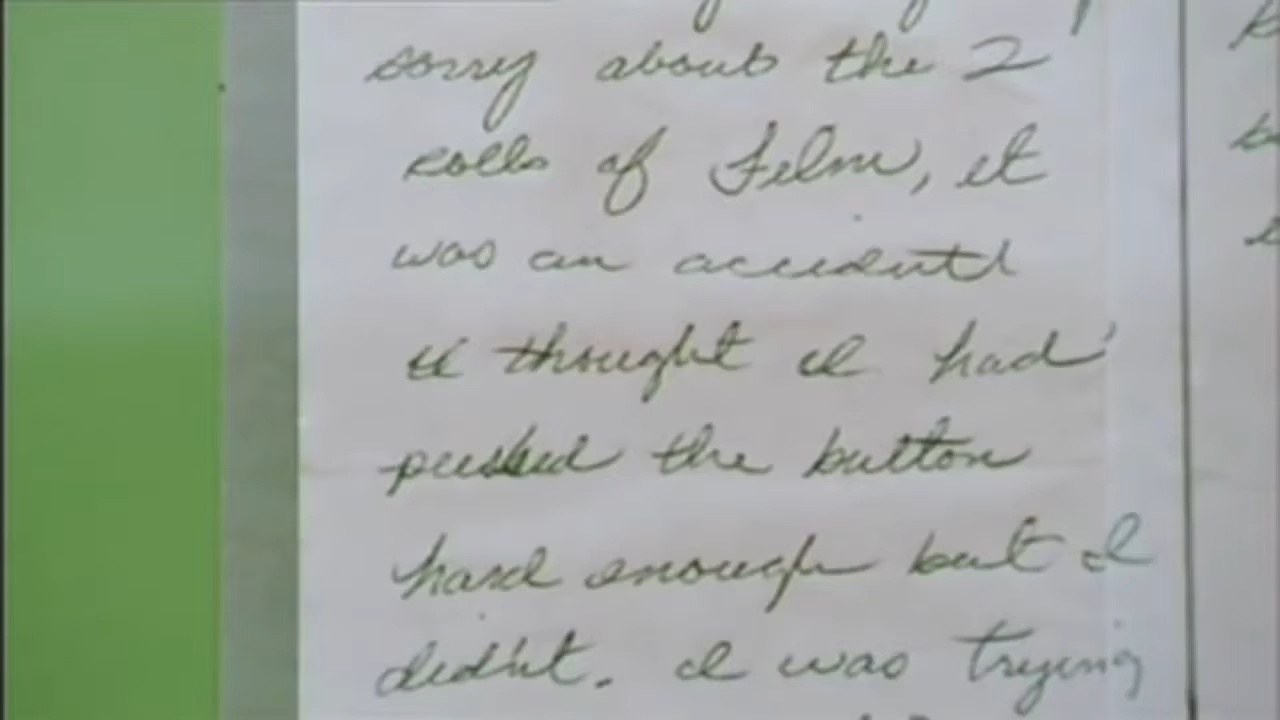 sorry about the 2
rolls of Film, it
was an accident
I thought I had
pushed the button
hard enough but I
didn't. I was trying